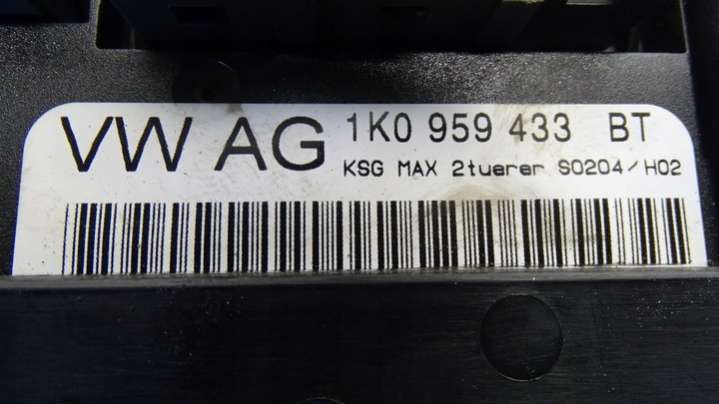 VW AG 1K0 959 433 BT
KSG MAX 2tuerer S0204/H02